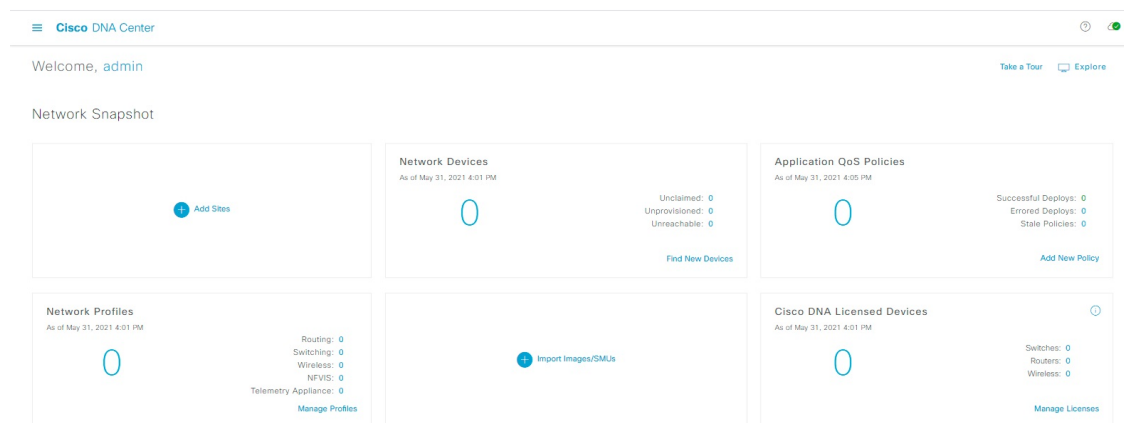 Cisco DNA Center
Welcome, admin
Take a Tour
Explore
Network Snapshot
Add Sites
Network Devices
As of May 31, 2021 4:01 PM
0
Unclaimed: 0
Unprovisioned: 0
Unreachable: 0
Find New Devices
Application QoS Policies
As of May 31, 2021 4:05 PM
0
Successful Deploys: 0
Errored Deploys: 0
Stale Policies: 0
Add New Policy
Network Profiles
As of May 31, 2021 4:01 PM
0
Routing: 0
Switching: 0
Wireless: 0
NFVIS: 0
Telemetry Appliance: 0
Manage Profiles
Import Images/SMUs
Cisco DNA Licensed Devices
As of May 31, 2021 4:01 PM
0
Switches: 0
Routers: 0
Wireless: 0
Manage Licenses